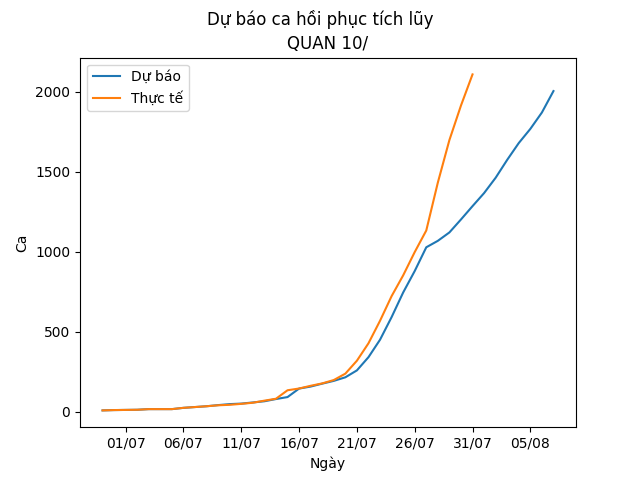 Dự báo ca hồi phục tích lũy
QUAN 10/
Dự báo
Thực tế
2000
1500
1000
500
0
Ca
01/07 06/07 11/07 16/07 21/07 26/07 31/07 05/08
Ngày